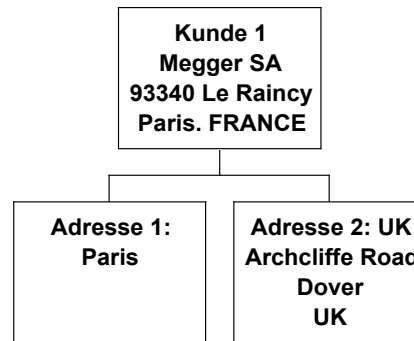 Kunde 1
Megger SA
93340 Le Raincy
Paris. FRANCE
Adresse 1:
Paris
Adresse 2: UK
Archcliffe Road
Dover
UK